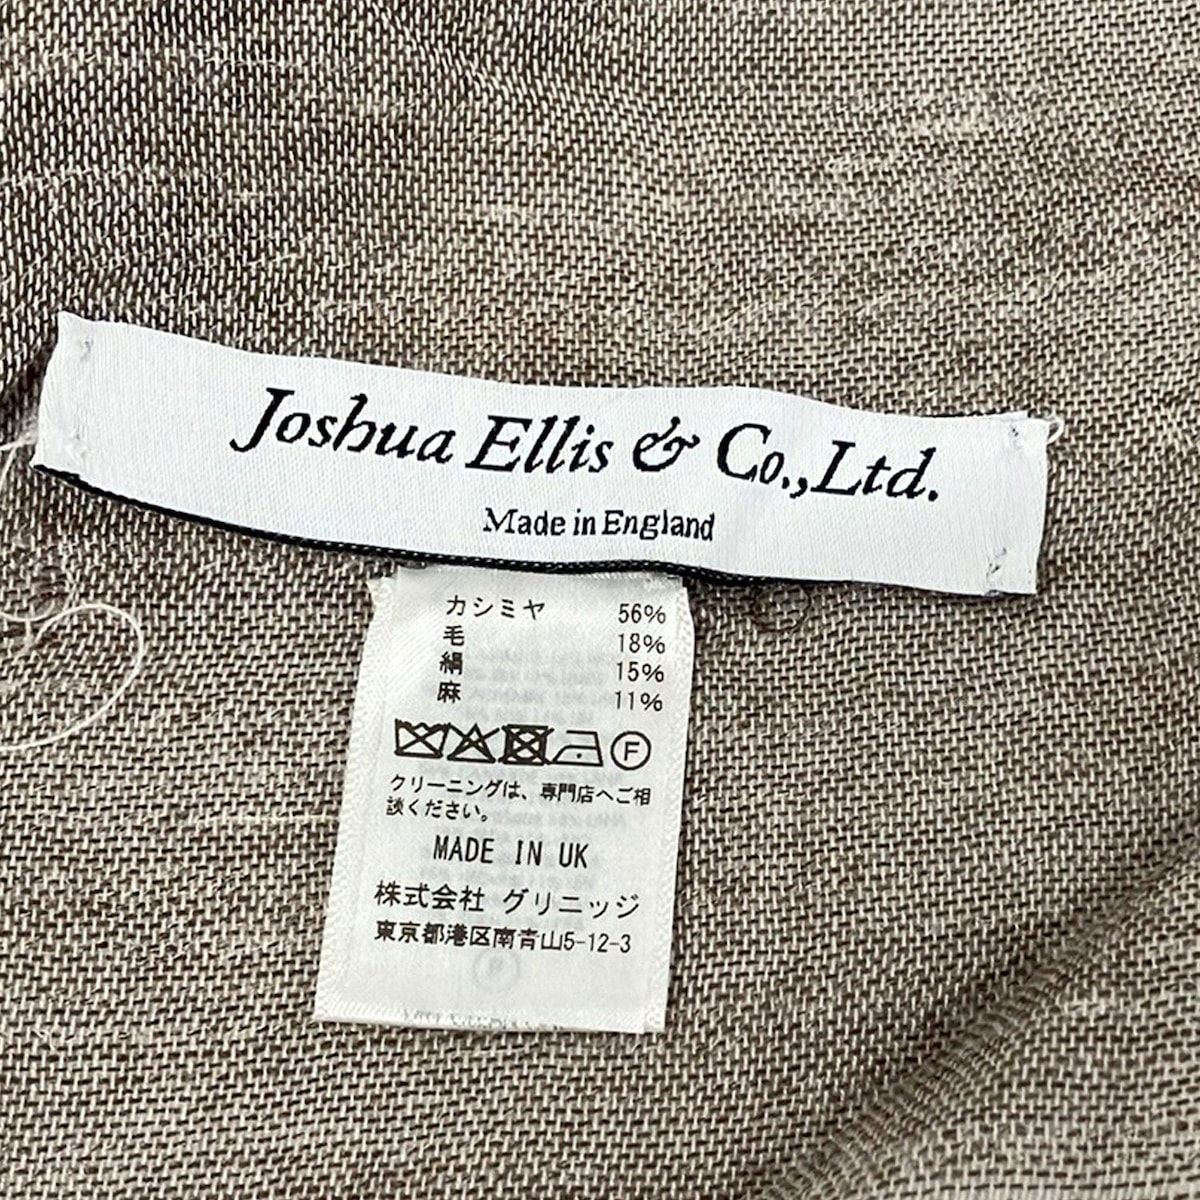 Joshua Ellis & Co., Ltd.
Made in England
カシミヤ 56%
毛 18%
絹 15%
麻 11%
F
クリーニングは、専門店へご相
談ください。
MADE IN UK
株式会社 グリニッジ
東京都港区南青山5-12-3